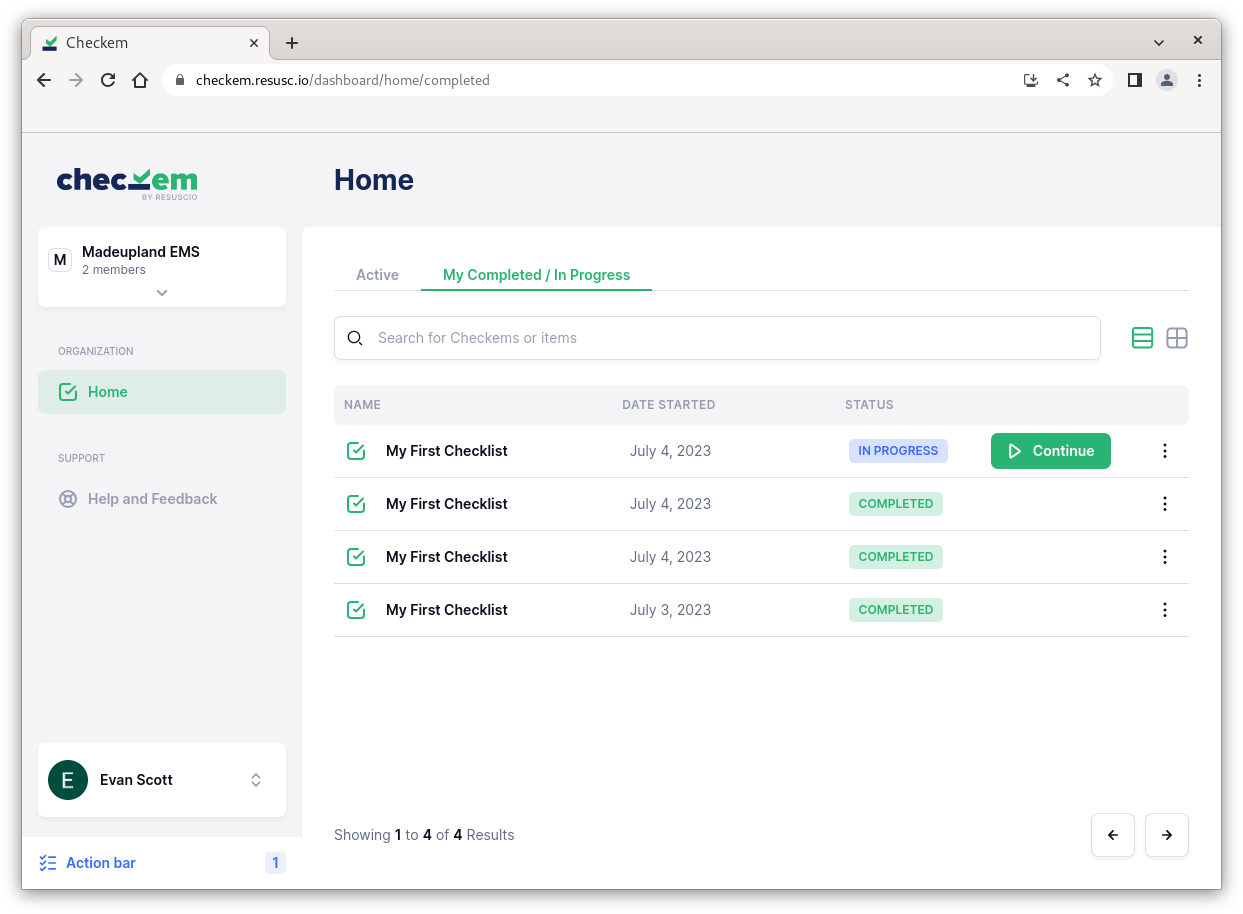 Checkem
checkem.resusc.io/dashboard/home/completed
checkem
BY RESUSCIO
Home
M
Madeupland EMS
2 members
ORGANIZATION
Home
SUPPORT
Help and Feedback
E
Evan Scott
Action bar 1
Active My Completed / In Progress
Search for Checkems or items
NAME DATE STARTED STATUS
My First Checklist July 4, 2023 IN PROGRESS Continue
My First Checklist July 4, 2023 COMPLETED
My First Checklist July 4, 2023 COMPLETED
My First Checklist July 3, 2023 COMPLETED
Showing 1 to 4 of 4 Results